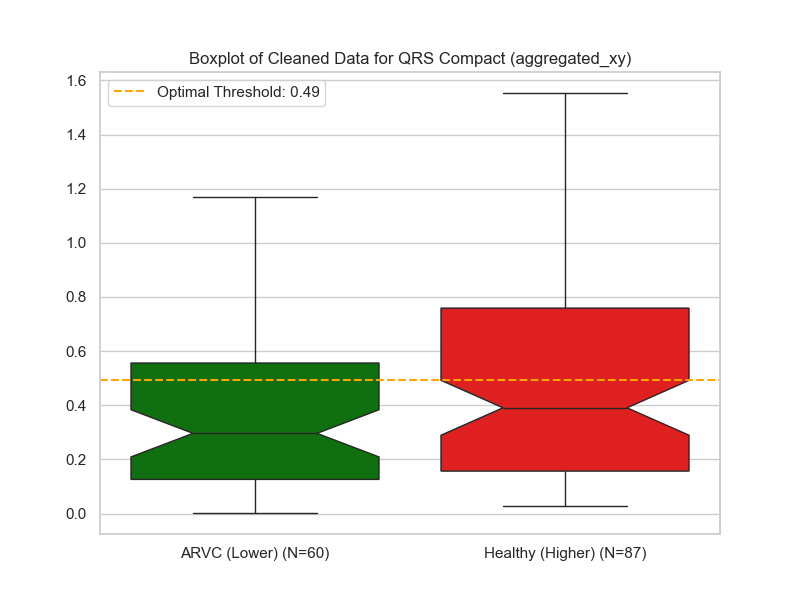 Boxplot of Cleaned Data for QRS Compact (aggregated_xy)
Optimal Threshold: 0.49
1.6
1.4
1.2
1.0
0.8
0.6
0.4
0.2
0.0
ARVC (Lower) (N=60)
Healthy (Higher) (N=87)